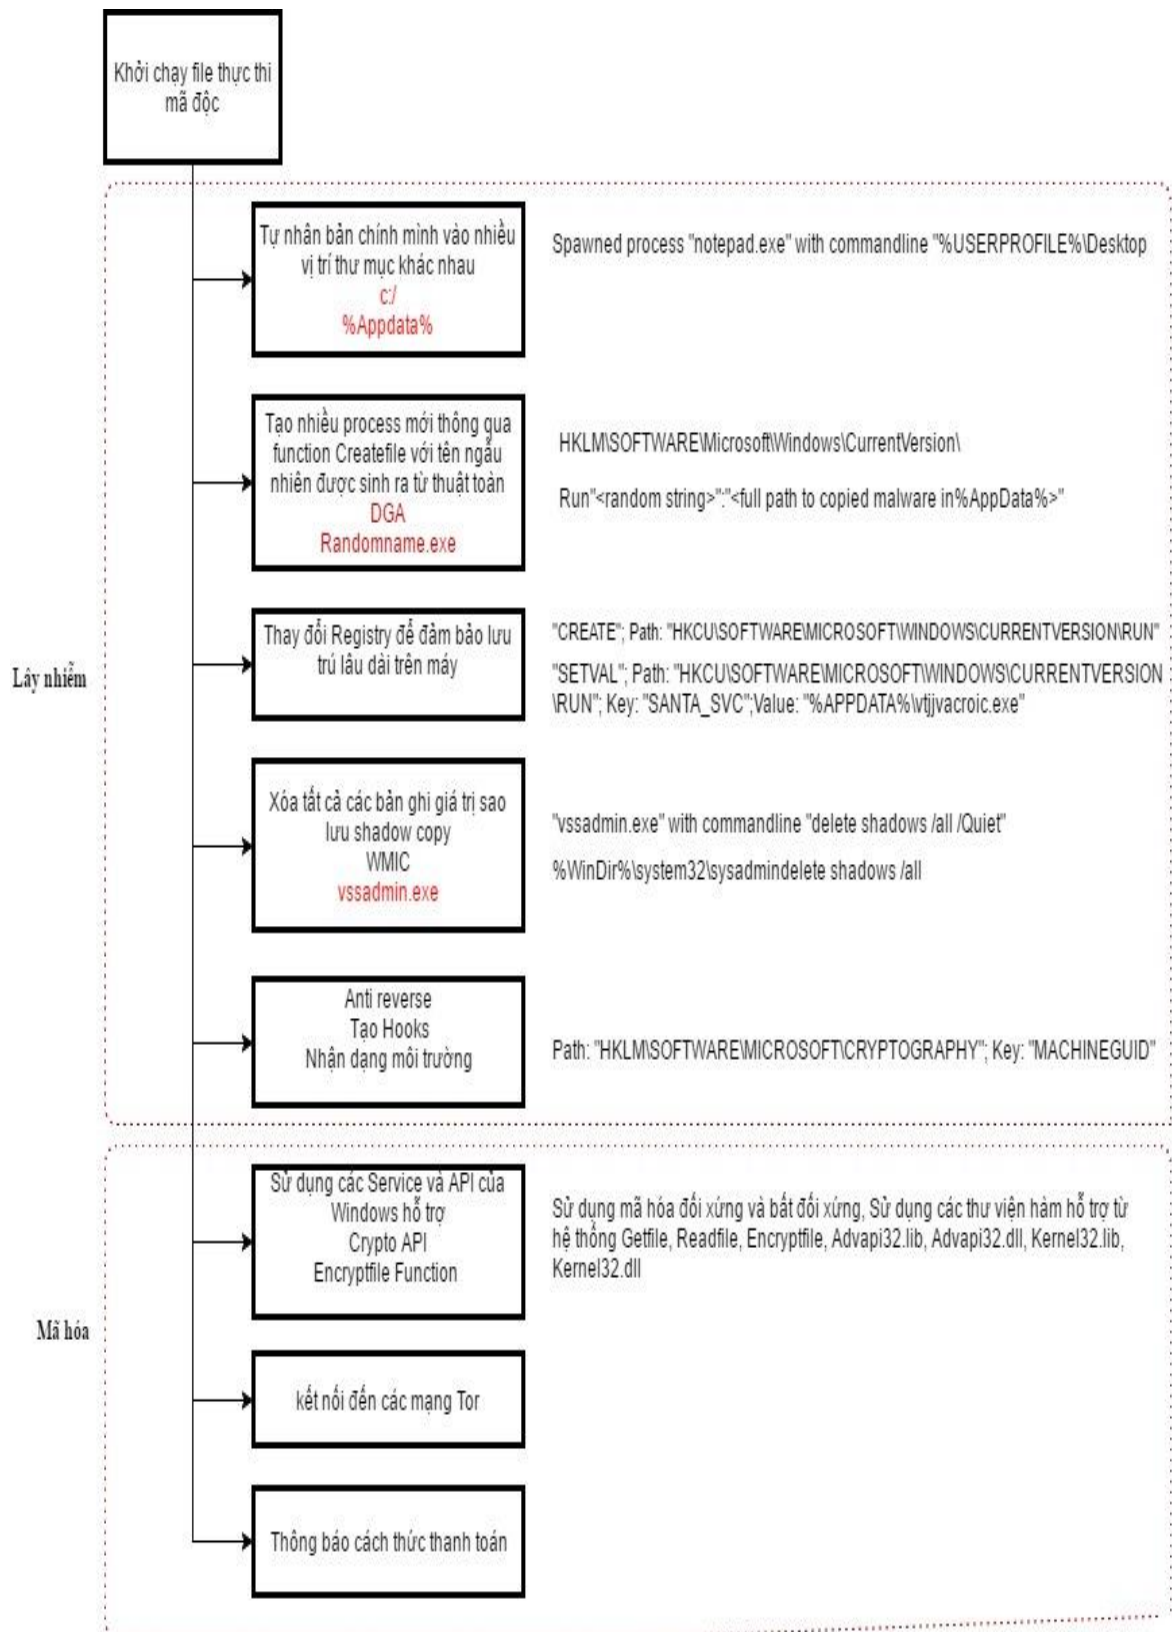 Khởi chạy file thực thi
mã độc
Tự nhân bản chính mình vào nhiều
vị trí thư mục khác nhau
c:/
%Appdata%
Spawned process "notepad.exe" with commandline "%USERPROFILE%\Desktop
Tạo nhiều process mới thông qua
function Createfile với tên ngẫu
nhiên được sinh ra từ thuật toàn
DGA
Randomname.exe
HKLM\SOFTWARE\Microsoft\Windows\CurrentVersion\
Run"<random string>":"<full path to copied malware in%AppData%>"
Lây nhiễm
Thay đổi Registry để đảm bảo lưu
trú lâu dài trên máy
"CREATE"; Path: "HKCU\SOFTWARE\MICROSOFT\WINDOWS\CURRENTVERSION\RUN"
"SETVAL"; Path: "HKCU\SOFTWARE\MICROSOFT\WINDOWS\CURRENTVERSION
\RUN"; Key: "SANTA_SVC";Value: "%APPDATA%\vtjjvacroic.exe"
Xóa tất cả các bản ghi giá trị sao
lưu shadow copy
WMIC
vssadmin.exe
"vssadmin.exe" with commandline "delete shadows /all /Quiet"
%WinDir%\system32\sysadmindelete shadows /all
Anti reverse
Tạo Hooks
Nhận dạng môi trường
Path: "HKLM\SOFTWARE\MICROSOFT\CRYPTOGRAPHY"; Key: "MACHINEGUID"
Mã hóa
Sử dụng các Service và API của
Windows hỗ trợ
Crypto API
Encryptfile Function
Sử dụng mã hóa đối xứng và bất đối xứng, Sử dụng các thư viện hàm hỗ trợ từ
hệ thống Getfile, Readfile, Encryptfile, Advapi32.lib, Advapi32.dll, Kernel32.lib,
Kernel32.dll
kết nối đến các mạng Tor
Thông báo cách thức thanh toán